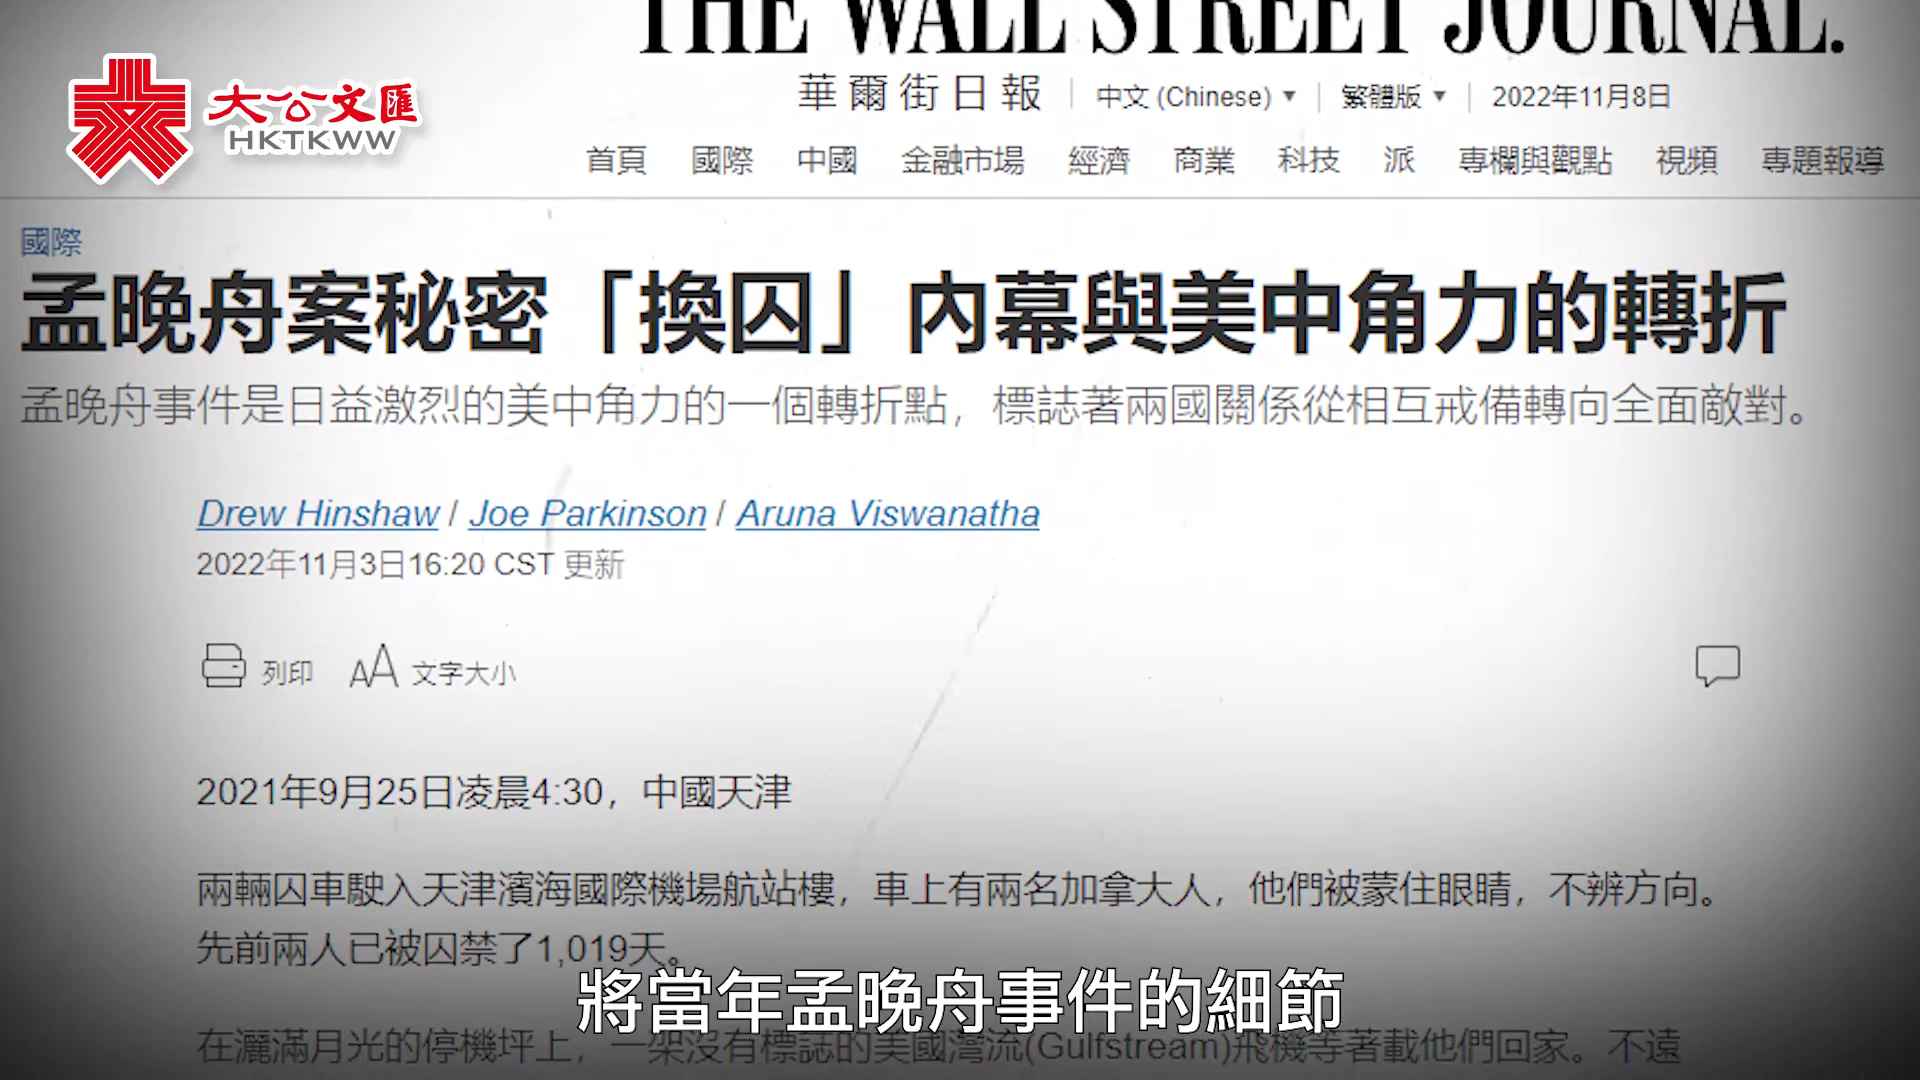 THE WALL STREET JOURNAL.
大公文匯
HKTKWW
華爾街日報 中文 (Chinese) ▼ 繁體版 ▼ 2022年11月8日
首頁 國際 中國 金融市場 經濟 商業 科技 派 專欄與觀點 視頻 專題報導
國際
孟晚舟案秘密「換囚」內幕與美中角力的轉折
孟晚舟事件是日益激烈的美中角力的一個轉折點，標誌著兩國關係從相互戒備轉向全面敵對。
Drew Hinshaw / Joe Parkinson / Aruna Viswanatha
2022年11月3日16:20 CST 更新
列印 AA 文字大小
2021年9月25日凌晨4:30，中國天津
兩輛囚車駛入天津濱海國際機場航站樓，車上有兩名加拿大人，他們被蒙住眼睛，不辨方向。
先前兩人已被囚禁了1,019天。
將當年孟晚舟事件的細節
在灑滿月光的停機坪上，一架沒有標誌的美國灣流(Gulfstream)飛機等著載他們回家。不遠